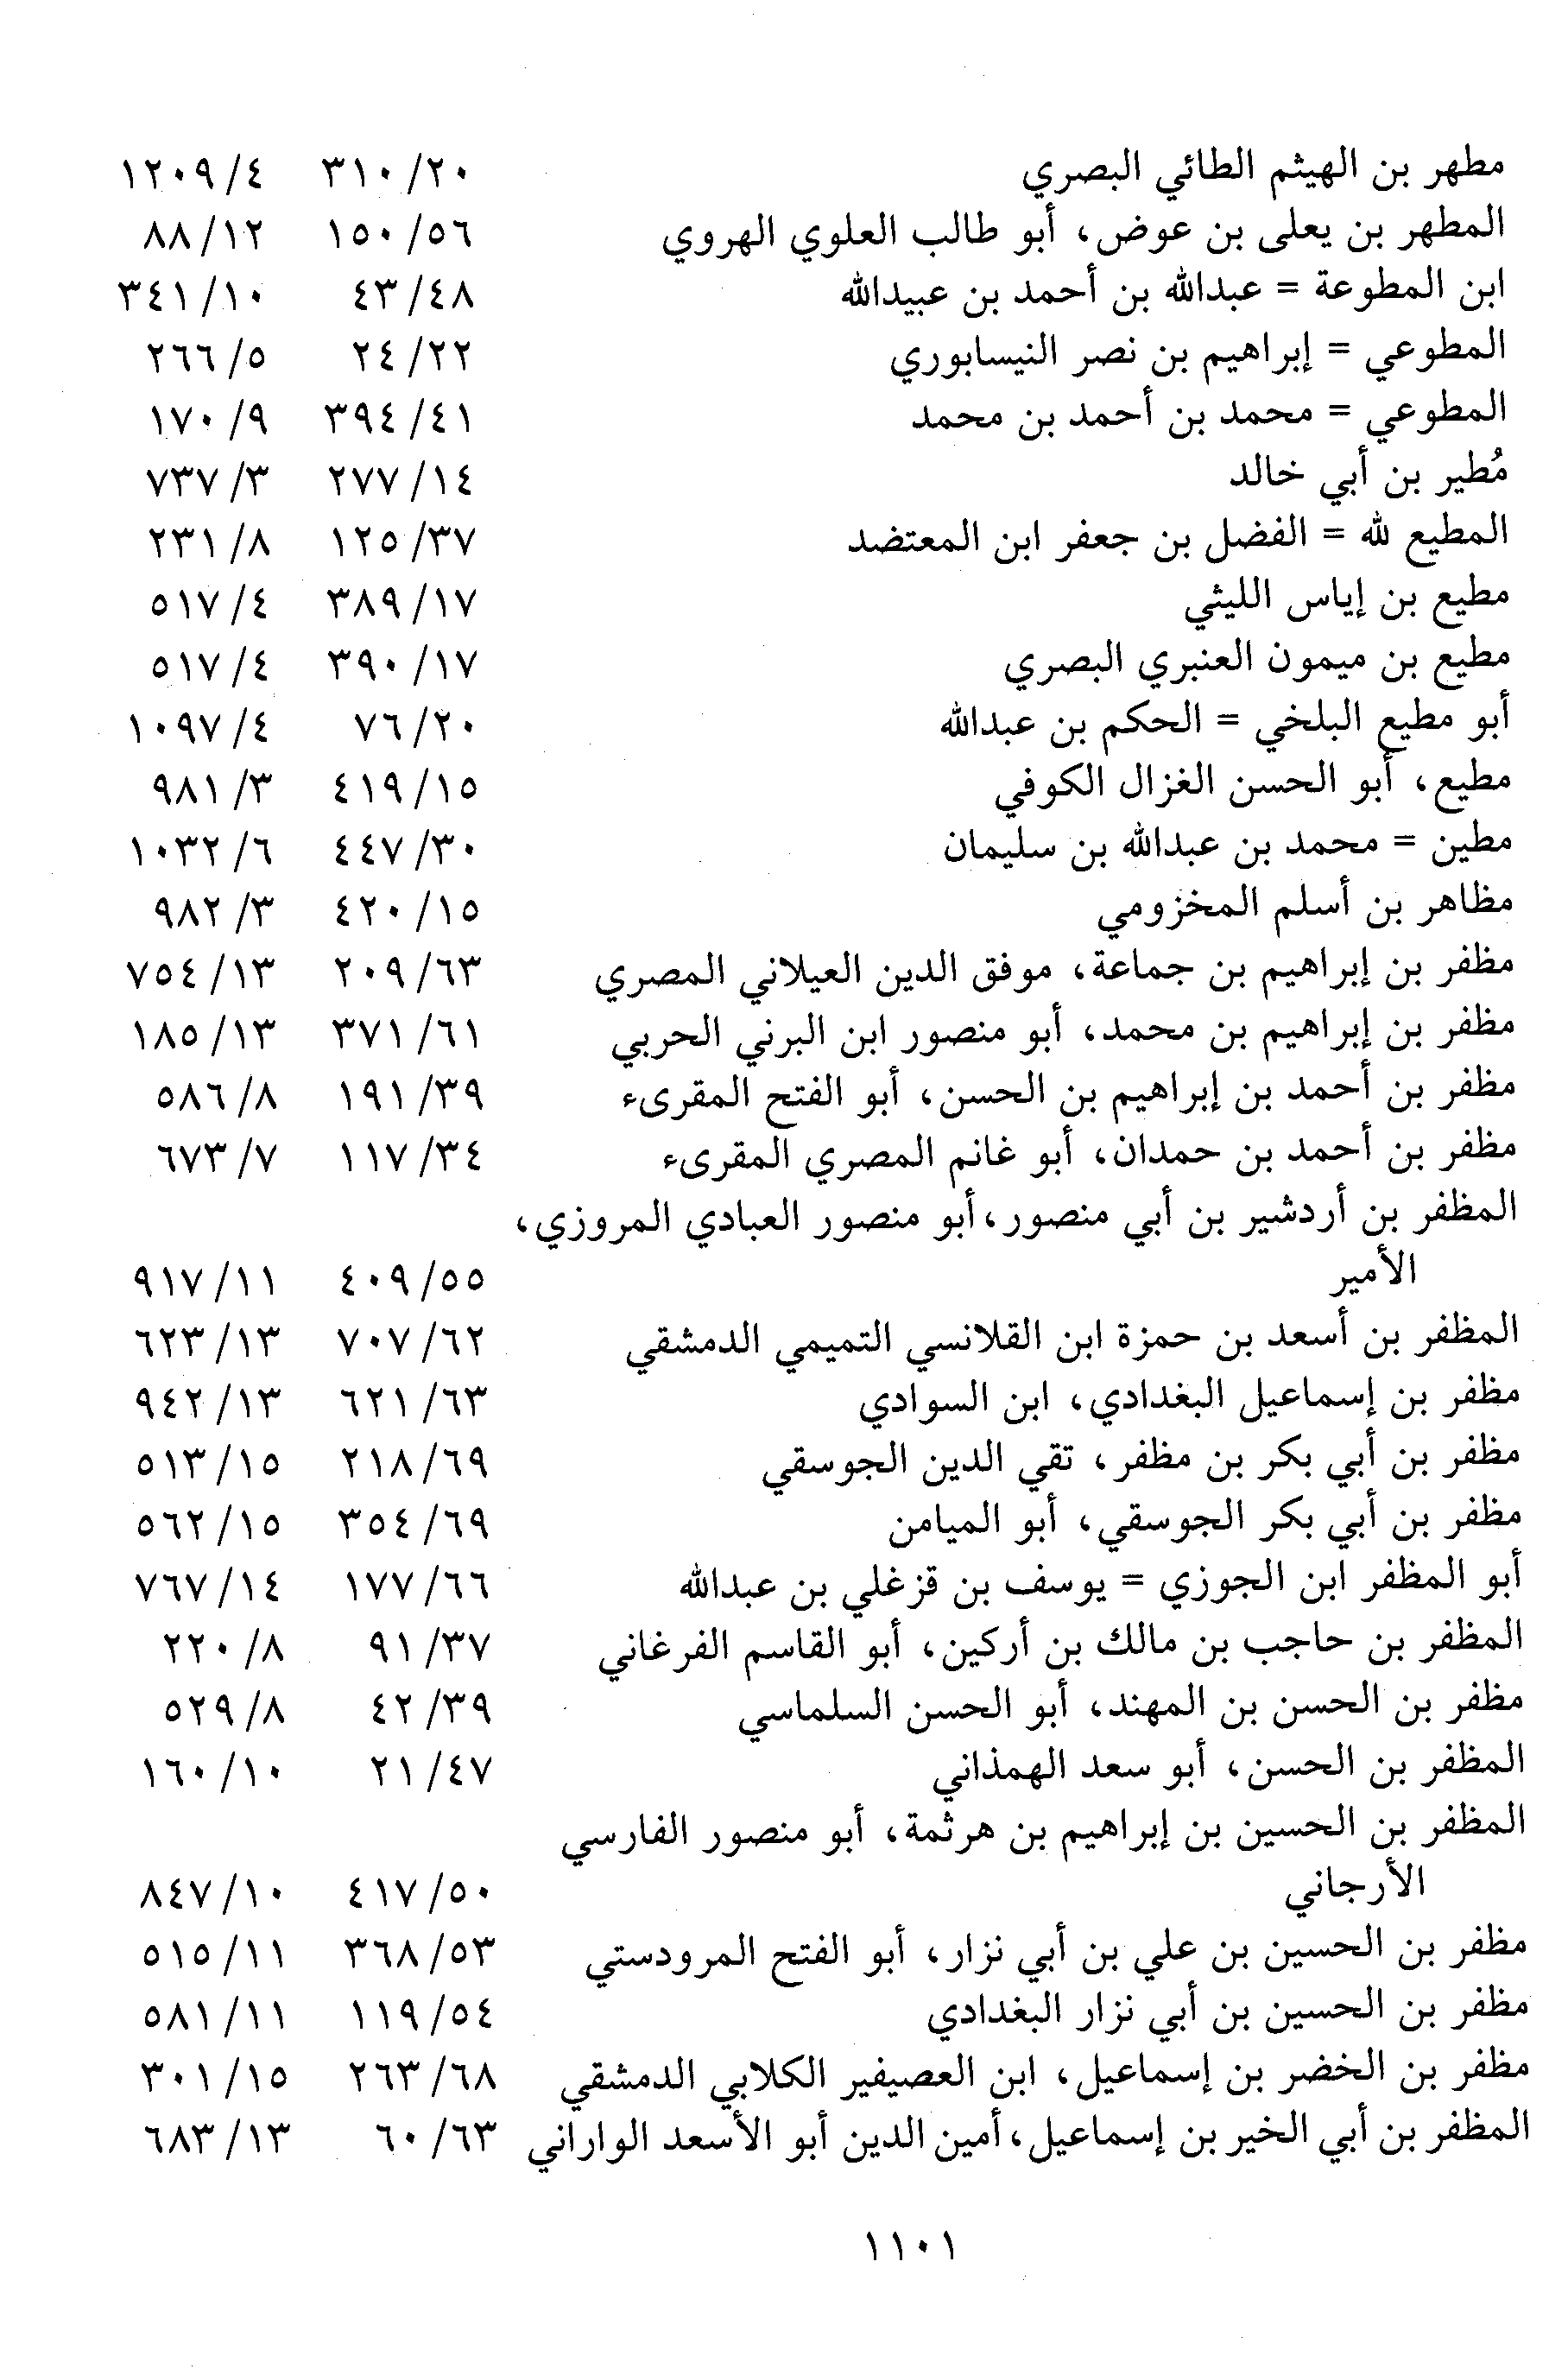 مطهر بن الهيثم الطائي البصري ٣١٠/٢٠ ١٢٠٩/٤
المطهر بن يعلى بن عوض، أبو طالب العلوي الهروي ١٥٠/٥٦ ٨٨/١٢
ابن المطوعة = عبدالله بن أحمد بن عبيدالله ٤٣/٤٨ ٣٤١/١٠
المطوعي = إبراهيم بن نصر النيسابوري ٢٤/٢٢ ٢٦٦/٥
المطوعي = محمد بن أحمد بن محمد ٣٩٤/٤١ ١٧٠/٩
مُطير بن أبي خالد ٢٧٧/١٤ ٧٣٧/٣
المطيع لله = الفضل بن جعفر ابن المعتضد ١٢٥/٣٧ ٢٣١/٨
مطيع بن إياس الليثي ٣٨٩/١٧ ٥١٧/٤
مطيع بن ميمون العنبري البصري ٣٩٠/١٧ ٥١٧/٤
أبو مطيع البلخي = الحكم بن عبدالله ٧٦/٢٠ ١٠٩٧/٤
مطيع، أبو الحسن الغزال الكوفي ٤١٩/١٥ ٩٨١/٣
مطين = محمد بن عبدالله بن سليمان ٤٤٧/٣٠ ١٠٣٢/٦
مظاهر بن أسلم المخزومي ٤٢٠/١٥ ٩٨٢/٣
مظفر بن إبراهيم بن جماعة، موفق الدين العيلاني المصري ٢٠٩/٦٣ ٧٥٤/١٣
مظفر بن إبراهيم بن محمد، أبو منصور ابن البرني الحربي ٣٧١/٦١ ١٨٥/١٣
مظفر بن أحمد بن إبراهيم بن الحسن، أبو الفتح المقرىء ١٩١/٣٩ ٥٨٦/٨
مظفر بن أحمد بن حمدان، أبو غانم المصري المقرىء ١١٧/٣٤ ٦٧٣/٧
المظفر بن أردشير بن أبي منصور، أبو منصور العبادي المروزي،
الأمير ٤٠٩/٥٥ ٩١٧/١١
المظفر بن أسعد بن حمزة ابن القلانسي التميمي الدمشقي ٧٠٧/٦٢ ٦٢٣/١٣
مظفر بن إسماعيل البغدادي، ابن السوادي ٦٢١/٦٣ ٩٤٢/١٣
مظفر بن أبي بكر بن مظفر، تقي الدين الجوسقي ٢١٨/٦٩ ٥١٣/١٥
مظفر بن أبي بكر الجوسقي، أبو الميامن ٣٥٤/٦٩ ٥٦٢/١٥
أبو المظفر ابن الجوزي = يوسف بن قزغلي بن عبدالله ١٧٧/٦٦ ٧٦٧/١٤
المظفر بن حاجب بن مالك بن أركين، أبو القاسم الفرغاني ٩١/٣٧ ٢٢٠/٨
مظفر بن الحسن بن المهند، أبو الحسن السلماسي ٤٢/٣٩ ٥٢٩/٨
المظفر بن الحسن، أبو سعد الهمذاني ٢١/٤٧ ١٦٠/١٠
المظفر بن الحسين بن إبراهيم بن هرثمة، أبو منصور الفارسي
الأرجاني ٤١٧/٥٠ ٨٤٧/١٠
مظفر بن الحسين بن علي بن أبي نزار، أبو الفتح المرودستي ٣٦٨/٥٣ ٥١٥/١١
مظفر بن الحسين بن أبي نزار البغدادي ١١٩/٥٤ ٥٨١/١١
مظفر بن الخضر بن إسماعيل، ابن العصيفير الكلابي الدمشقي ٢٦٣/٦٨ ٣٠١/١٥
المظفر بن أبي الخير بن إسماعيل، أمين الدين أبو الأسعد الواراني ٦٠/٦٣ ٦٨٣/١٣
١١٠١